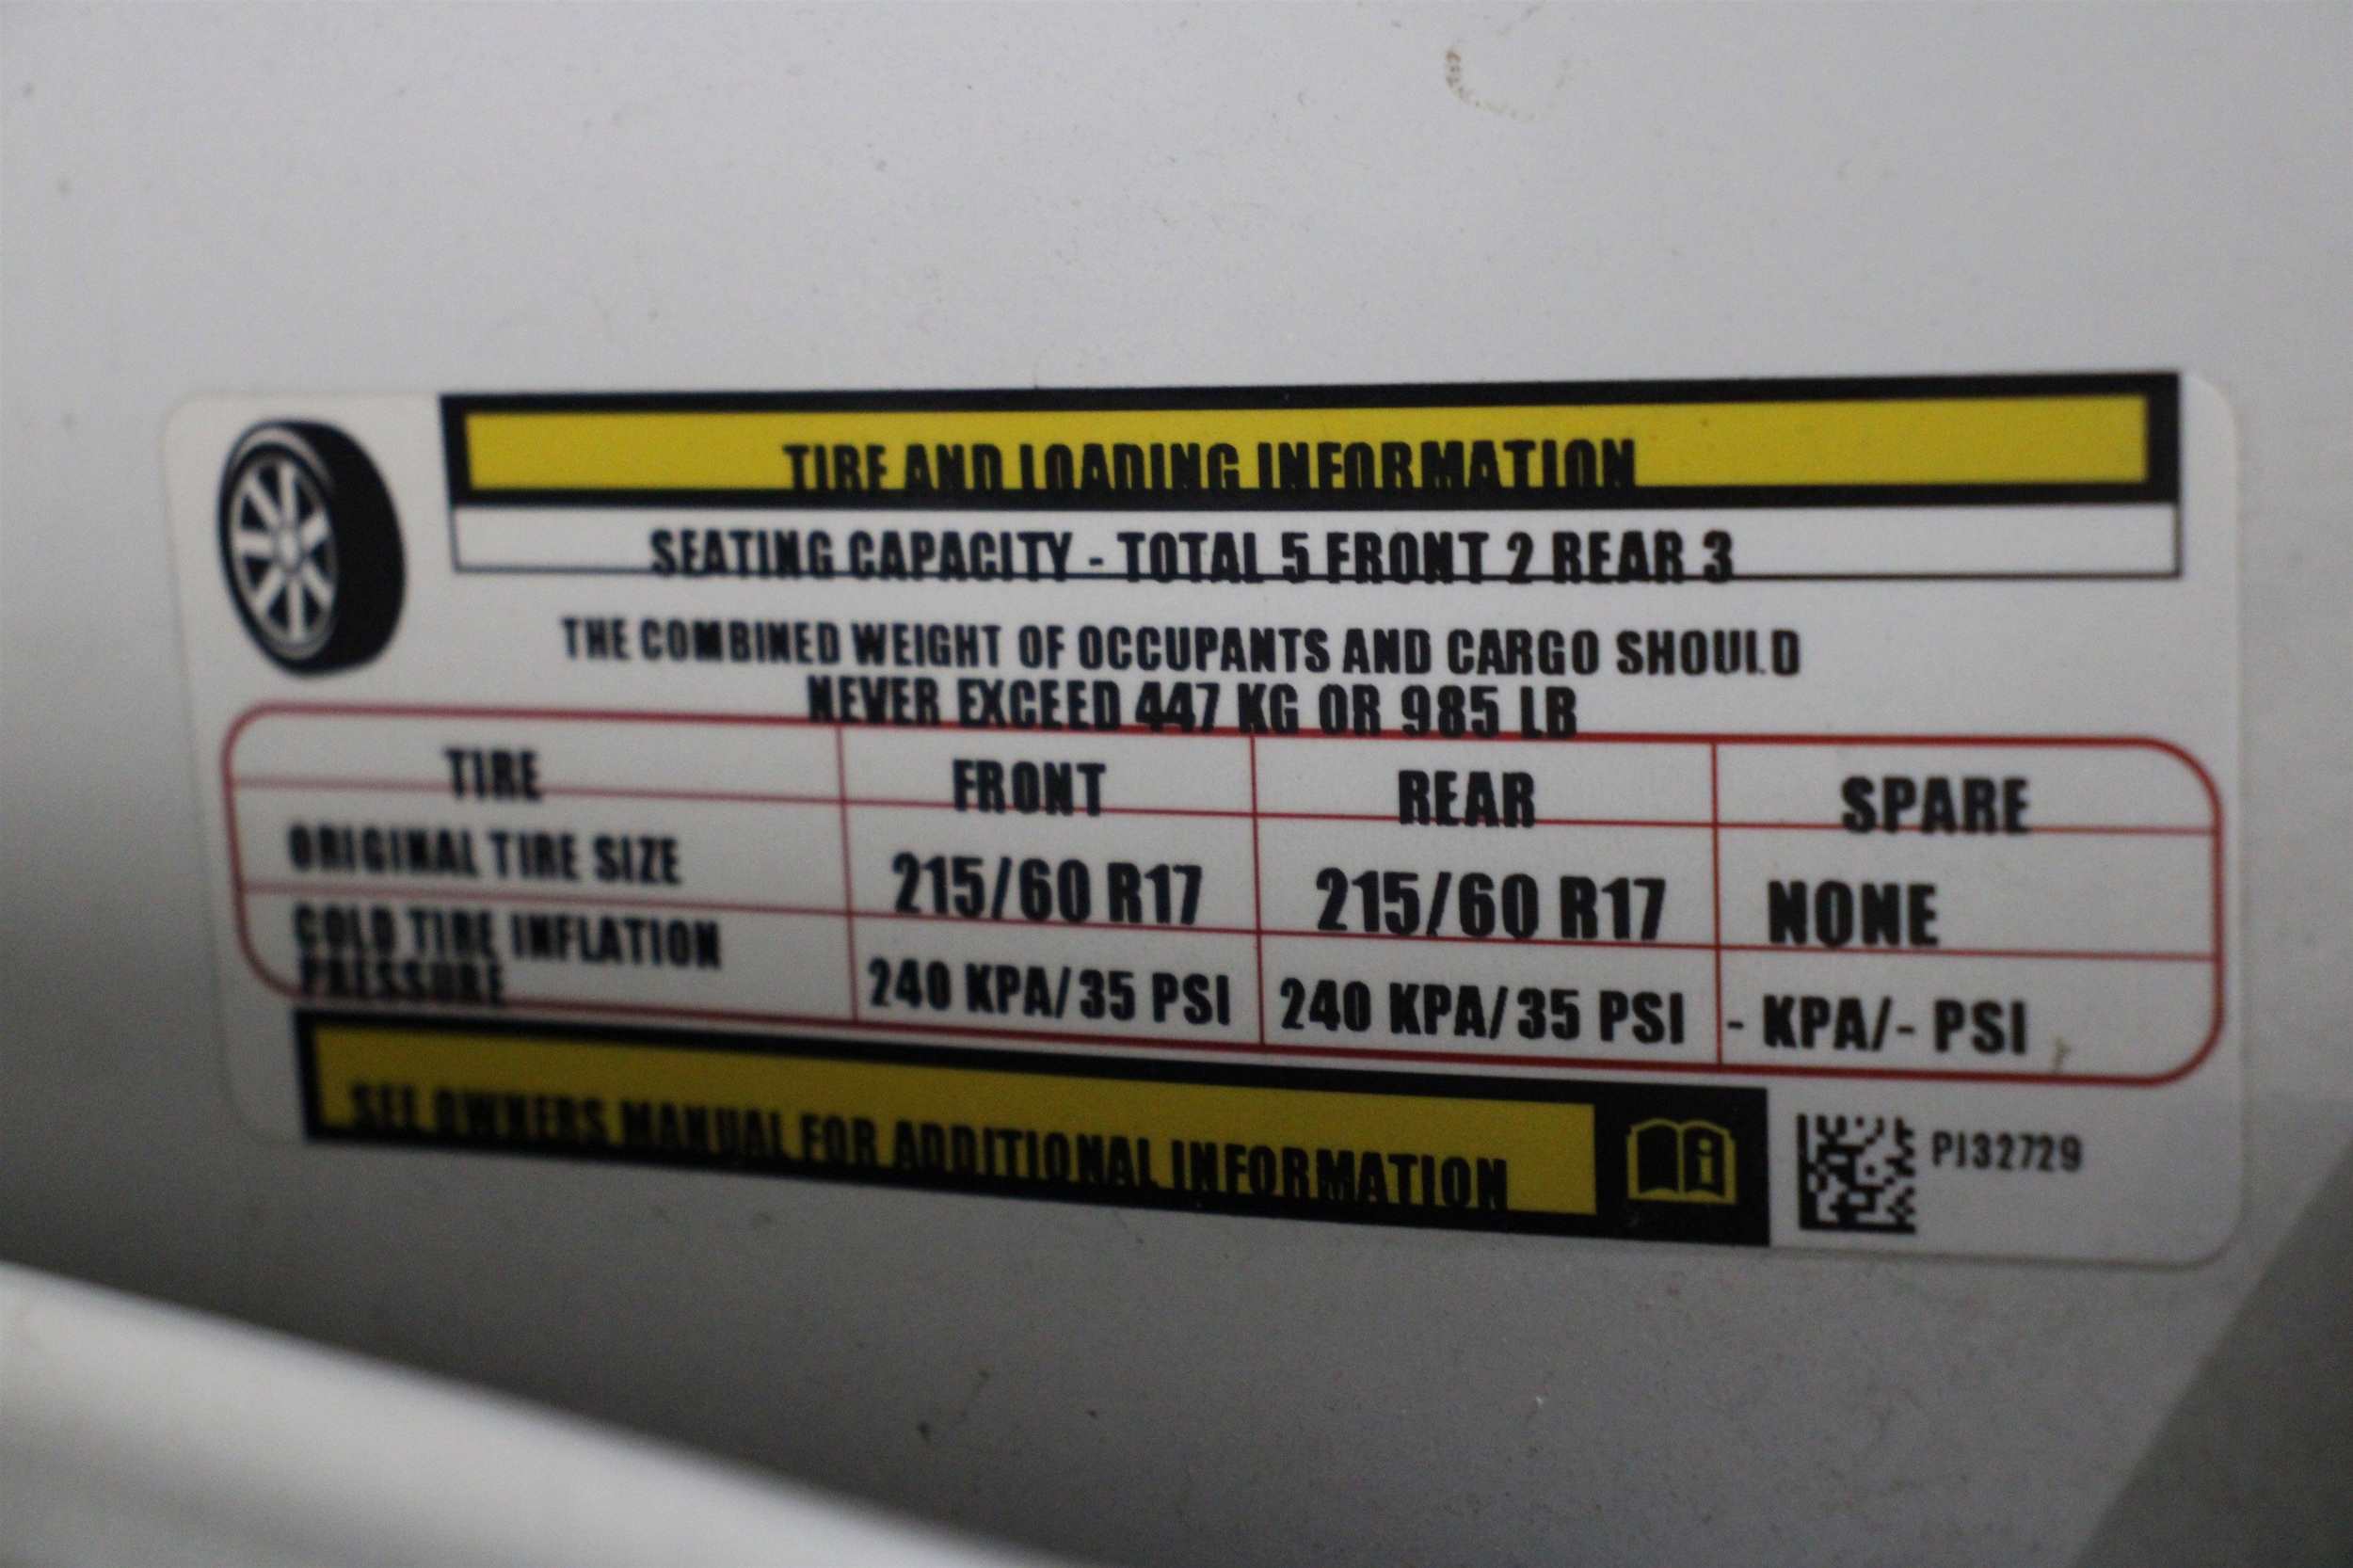 TIRE AND LOADING INFORMATION
SEATING CAPACITY - TOTAL 5 FRONT 2 REAR 3
THE COMBINED WEIGHT OF OCCUPANTS AND CARGO SHOULD
NEVER EXCEED 447 KG OR 985 LB
TIRE FRONT REAR SPARE
ORIGINAL TIRE SIZE 215/60 R17 215/60 R17 NONE
COLD TIRE INFLATION
PRESSURE 240 KPA/35 PSI 240 KPA/35 PSI - KPA/- PSI
SEE OWNERS MANUAL FOR ADDITIONAL INFORMATION
PJ32729